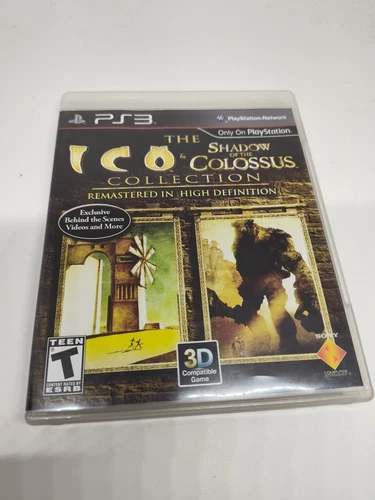 PS3
PlayStation Network
Only On PlayStation
THE
ICO & SHADOW OF THE COLOSSUS
COLLECTION
REMASTERED IN HIGH DEFINITION
Exclusive
Behind the Scenes
Videos and More
TEEN
T
CONTENT RATED BY
ESRB
3D
Compatible
Game
SONY
COMPUTER